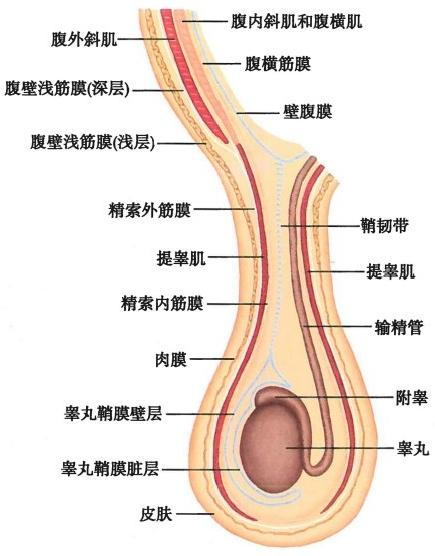 腹内斜肌和腹横肌
腹外斜肌
腹横筋膜
腹壁浅筋膜(深层)
壁腹膜
腹壁浅筋膜(浅层)
精索外筋膜
鞘韧带
提睾肌
提睾肌
精索内筋膜
输精管
肉膜
附睾
睾丸鞘膜壁层
睾丸
睾丸鞘膜脏层
皮肤